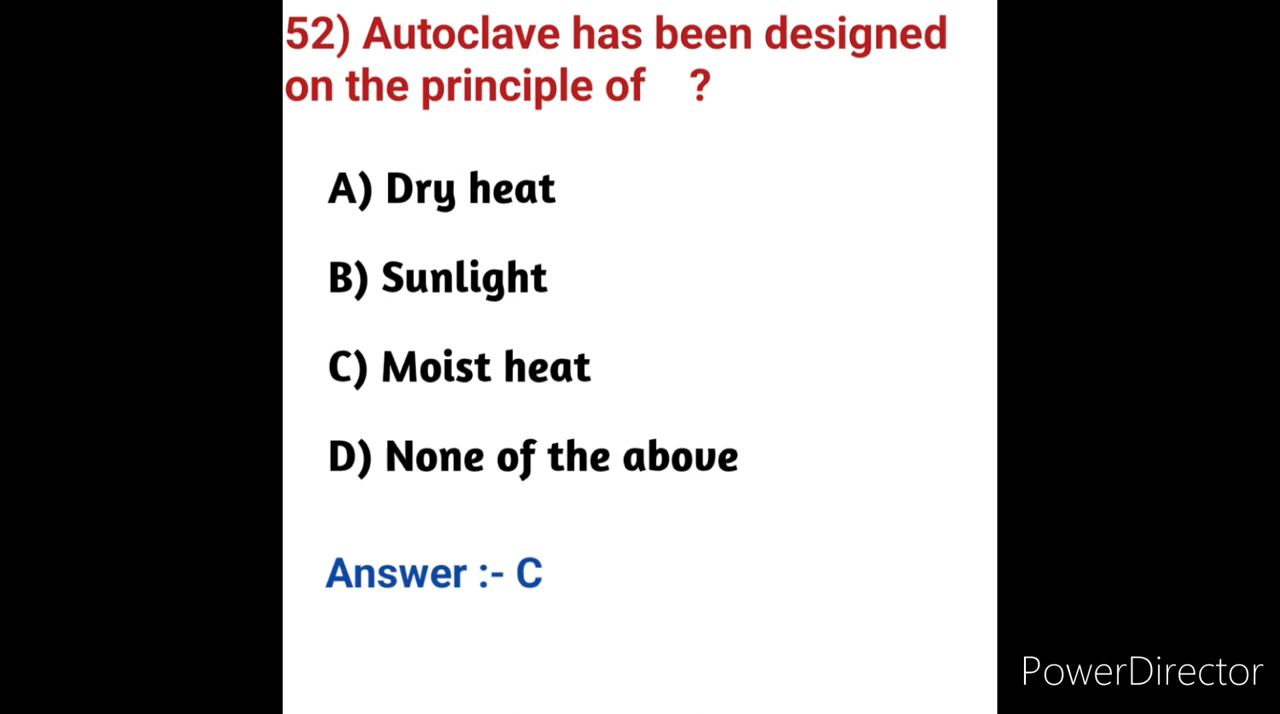 52) Autoclave has been designed
on the principle of ?
A) Dry heat
B) Sunlight
C) Moist heat
D) None of the above
Answer :- C
PowerDirector